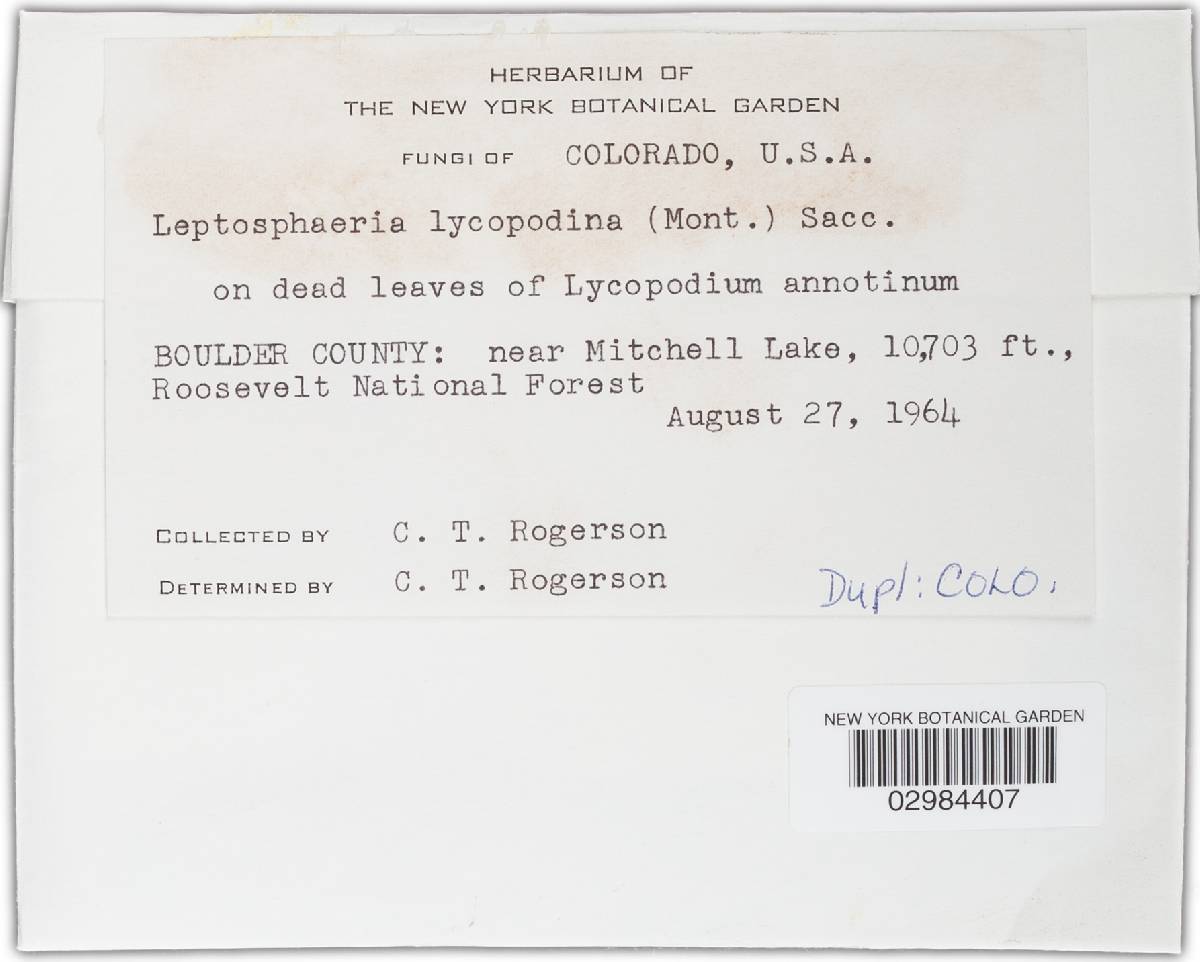 HERBARIUM OF
THE NEW YORK BOTANICAL GARDEN
FUNGI OF COLORADO, U.S.A.
Leptosphaeria lycopodina (Mont.) Sacc.
on dead leaves of Lycopodium annotinum
BOULDER COUNTY: near Mitchell Lake, 10,703 ft.,
Roosevelt National Forest
August 27, 1964
COLLECTED BY C. T. Rogerson
DETERMINED BY C. T. Rogerson
Dupl: COLO.
NEW YORK BOTANICAL GARDEN
02984407